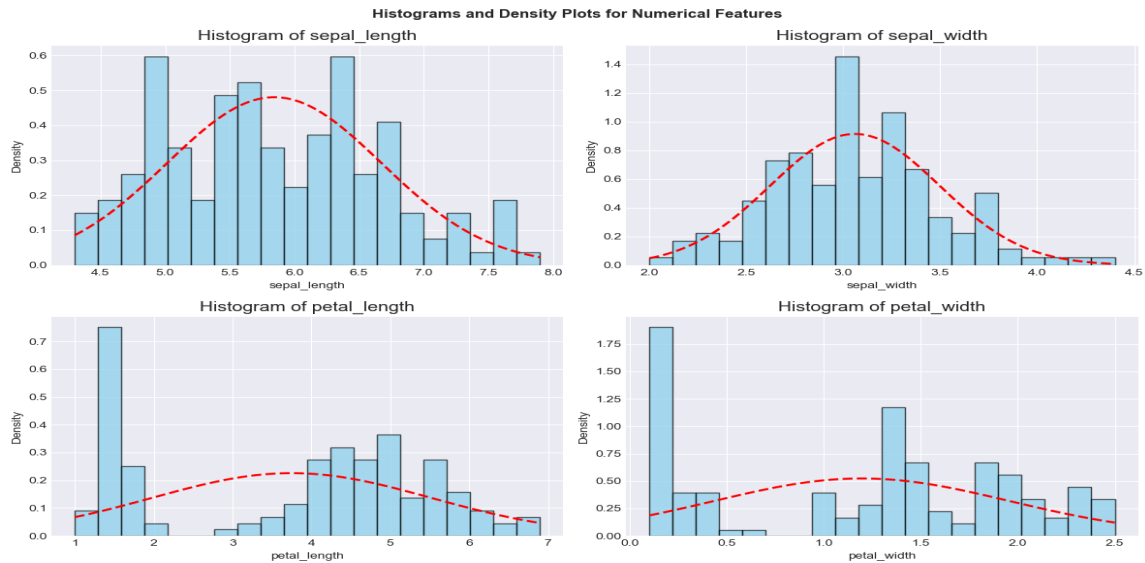 Histograms and Density Plots for Numerical Features
Histogram of sepal_length
Density
0.6
0.5
0.4
0.3
0.2
0.1
0.0
4.5 5.0 5.5 6.0 6.5 7.0 7.5 8.0
sepal_length
Histogram of sepal_width
Density
1.4
1.2
1.0
0.8
0.6
0.4
0.2
0.0
2.0 2.5 3.0 3.5 4.0 4.5
sepal_width
Histogram of petal_length
Density
0.7
0.6
0.5
0.4
0.3
0.2
0.1
0.0
1 2 3 4 5 6 7
petal_length
Histogram of petal_width
Density
1.75
1.50
1.25
1.00
0.75
0.50
0.25
0.00
0.0 0.5 1.0 1.5 2.0 2.5
petal_width